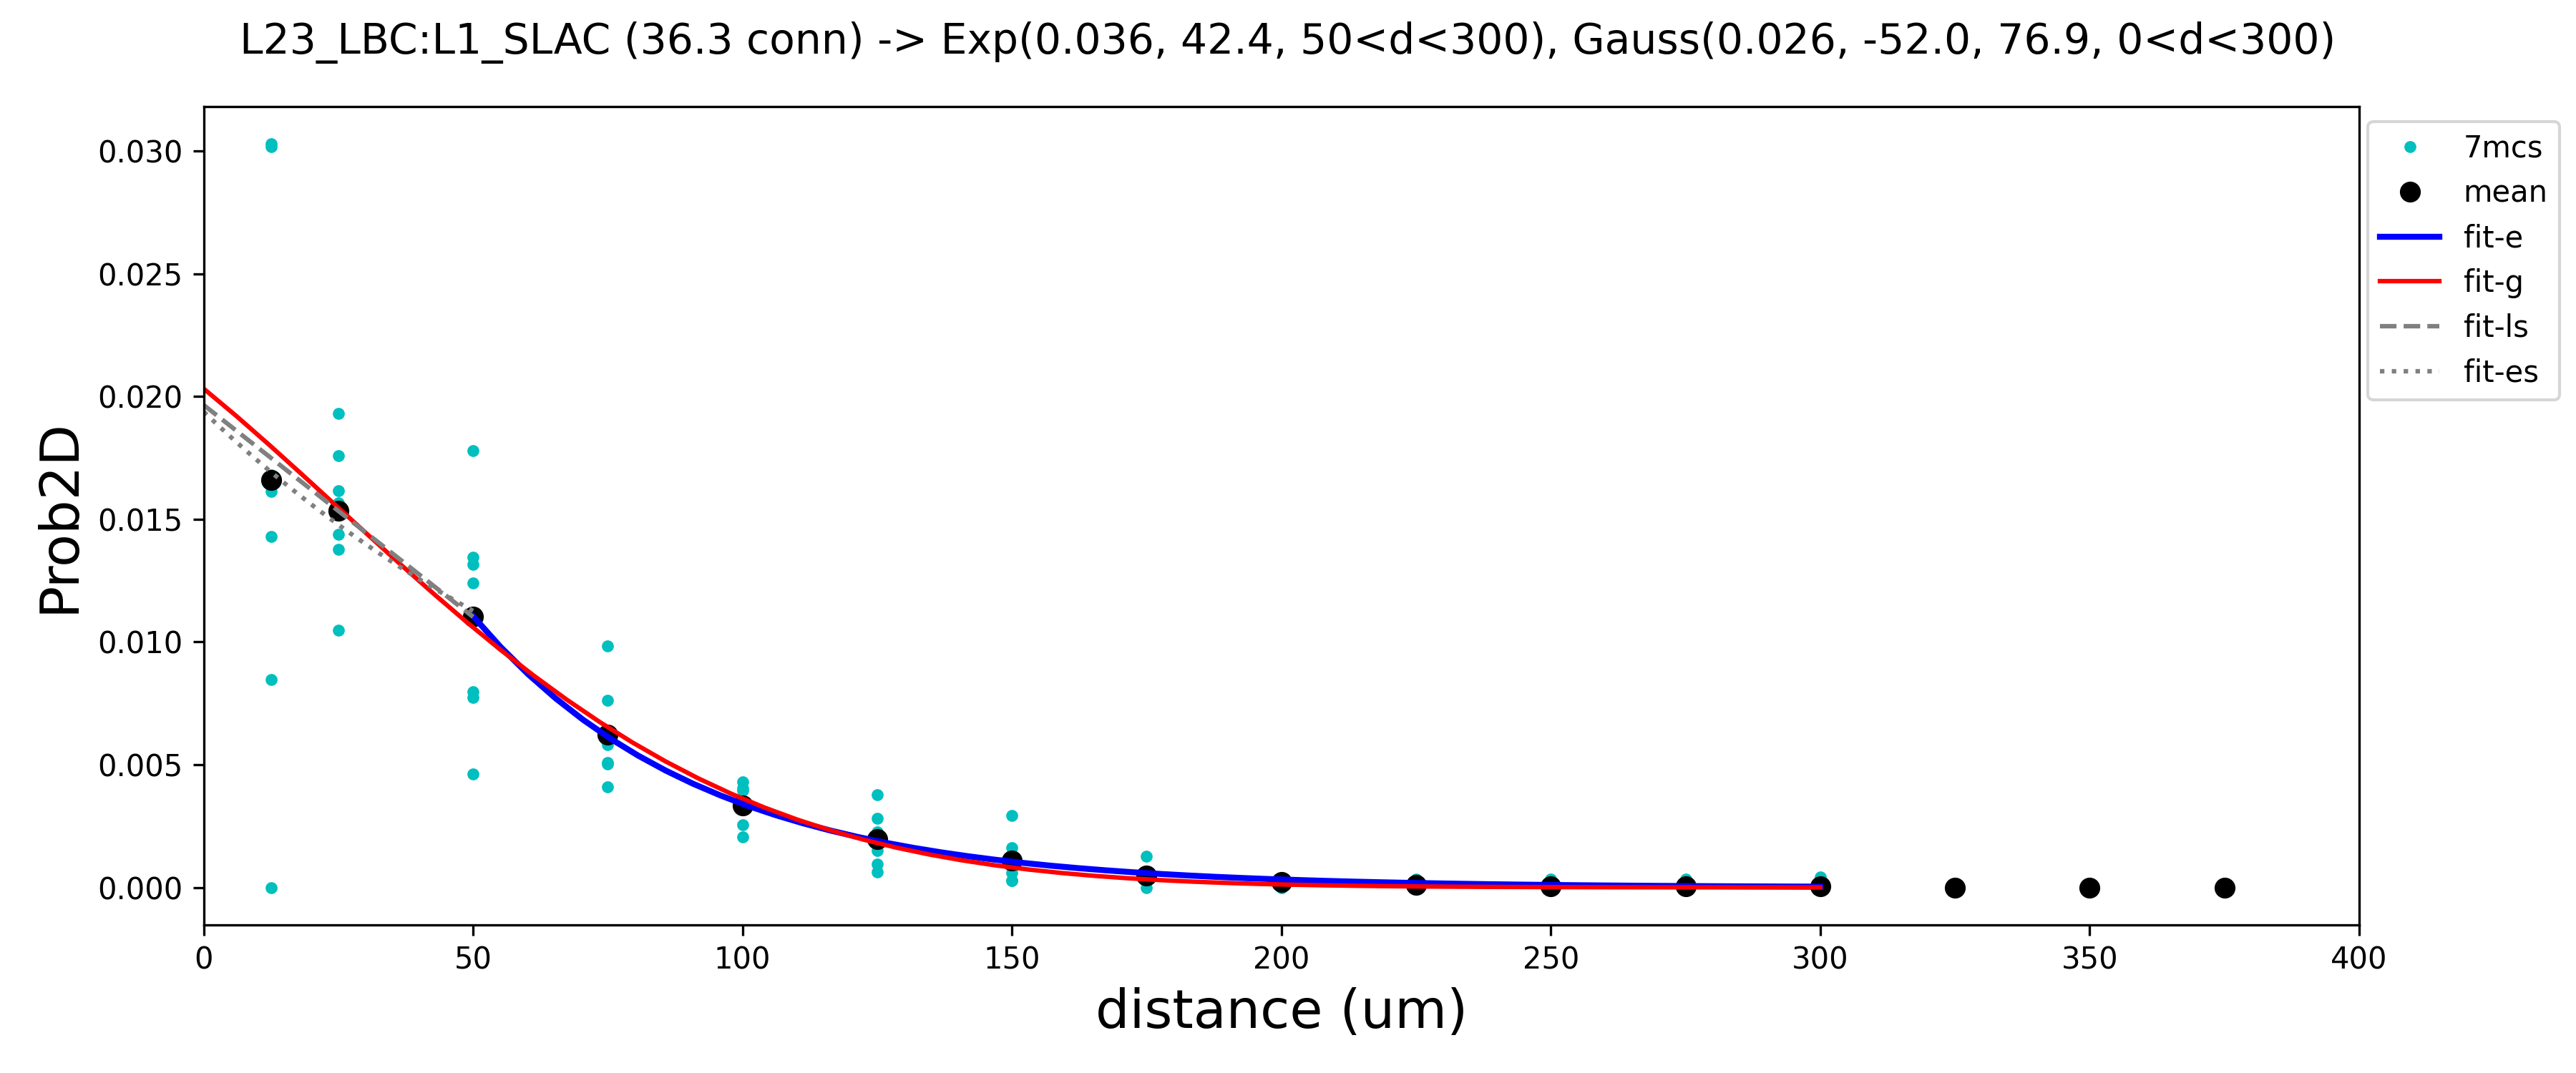 L23_LBC:L1_SLAC (36.3 conn) -> Exp(0.036, 42.4, 50<d<300), Gauss(0.026, -52.0, 76.9, 0<d<300)
0.030
0.025
0.020
0.015
0.010
0.005
0.000
Prob2D
0 50 100 150 200 250 300 350 400
distance (um)
7mcs
mean
fit-e
fit-g
fit-ls
fit-es